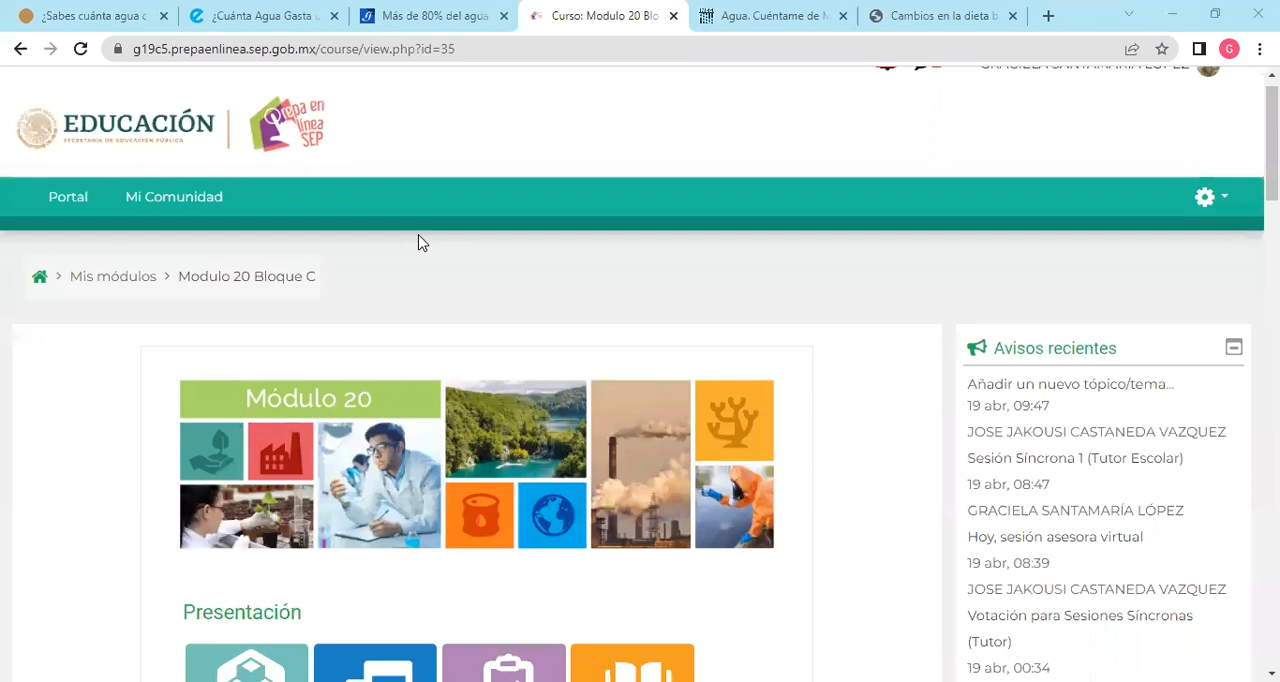 ¿Sabes cuánta agua c
¿Cuánta Agua Gasta u
Más de 80% del agua
Curso: Modulo 20 Blo
Agua. Cuéntame de M
Cambios en la dieta b
g19c5.prepaenlinea.sep.gob.mx/course/view.php?id=35
G
GRACIELA SANTAMARÍA LÓPEZ
EDUCACIÓN
SECRETARÍA DE EDUCACIÓN PÚBLICA
Prepa en línea SEP
Portal
Mi Comunidad
Mis módulos
Modulo 20 Bloque C
Módulo 20
Presentación
Avisos recientes
Añadir un nuevo tópico/tema...
19 abr, 09:47
JOSE JAKOUSI CASTANEDA VAZQUEZ
Sesión Síncrona 1 (Tutor Escolar)
19 abr, 08:47
GRACIELA SANTAMARÍA LÓPEZ
Hoy, sesión asesora virtual
19 abr, 08:39
JOSE JAKOUSI CASTANEDA VAZQUEZ
Votación para Sesiones Síncronas
(Tutor)
19 abr, 00:34